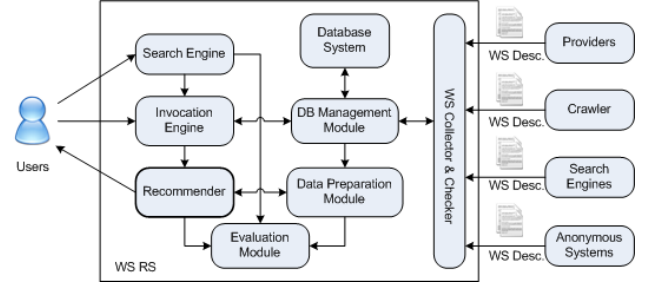 Users
Search Engine
Invocation
Engine
Recommender
Database
System
DB Management
Module
Data Preparation
Module
Evaluation
Module
WS RS
WS Collector & Checker
WS Desc.
WS Desc.
WS Desc.
WS Desc.
Providers
Crawler
Search
Engines
Anonymous
Systems